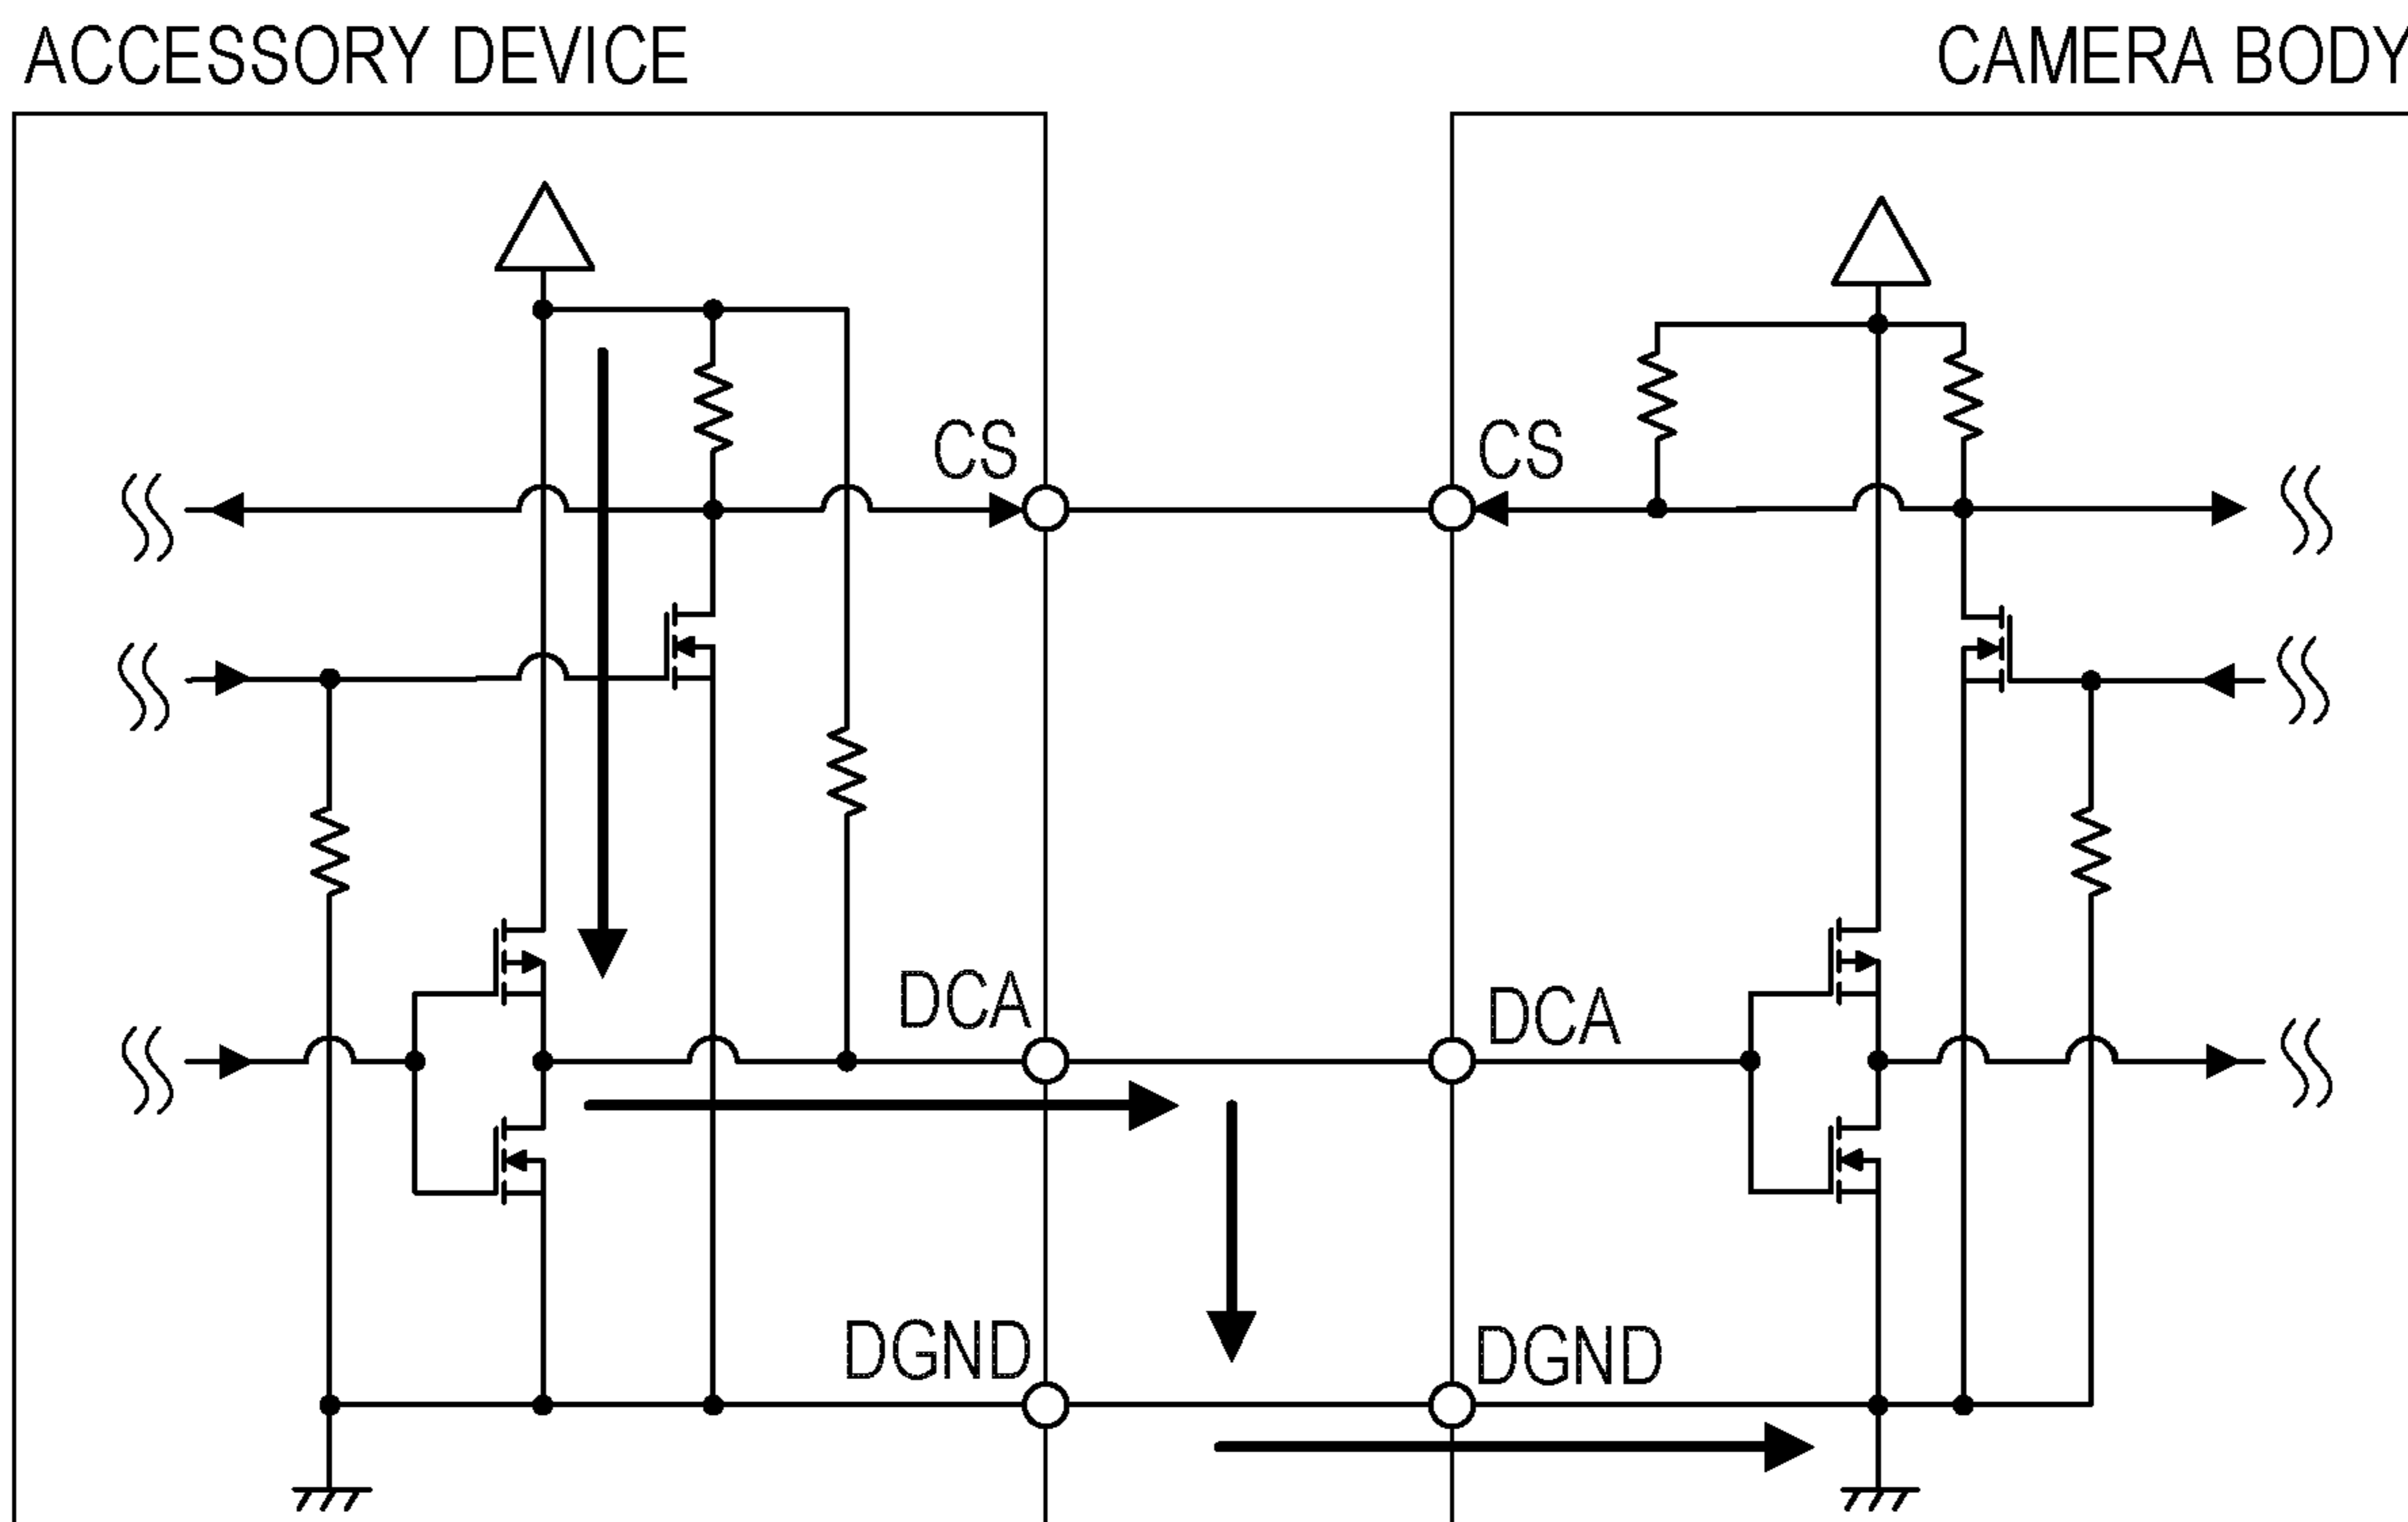 ACCESSORY DEVICE
CAMERA BODY
CS
CS
DCA
DCA
DGND
DGND